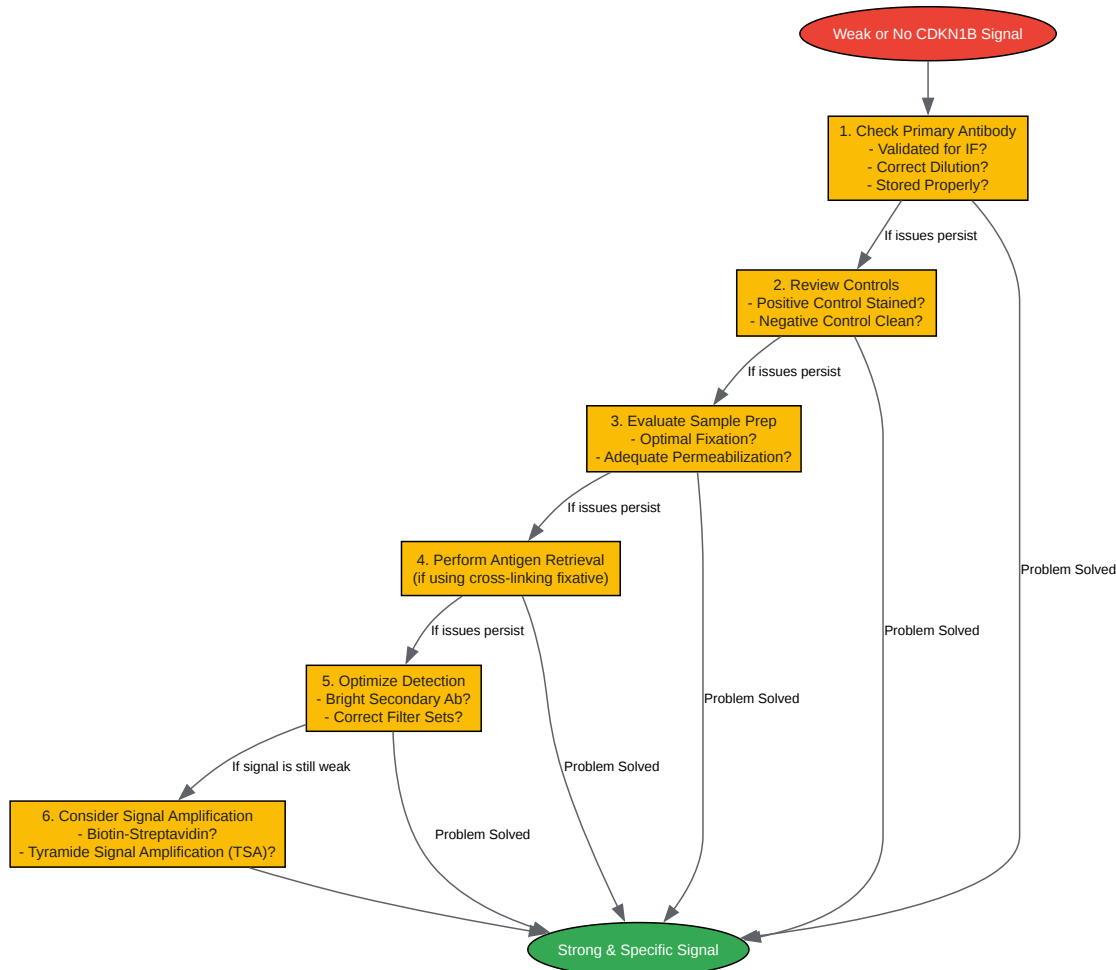 Weak or No CDKN1B Signal
1. Check Primary Antibody
- Validated for IF?
- Correct Dilution?
- Stored Properly?
If issues persist
2. Review Controls
- Positive Control Stained?
- Negative Control Clean?
If issues persist
3. Evaluate Sample Prep
- Optimal Fixation?
- Adequate Permeabilization?
If issues persist
4. Perform Antigen Retrieval
(if using cross-linking fixative)
Problem Solved
If issues persist
Problem Solved
5. Optimize Detection
- Bright Secondary Ab?
- Correct Filter Sets?
Problem Solved
If signal is still weak
Problem Solved
6. Consider Signal Amplification
- Biotin-Streptavidin?
- Tyramide Signal Amplification (TSA)?
Problem Solved
Strong & Specific Signal